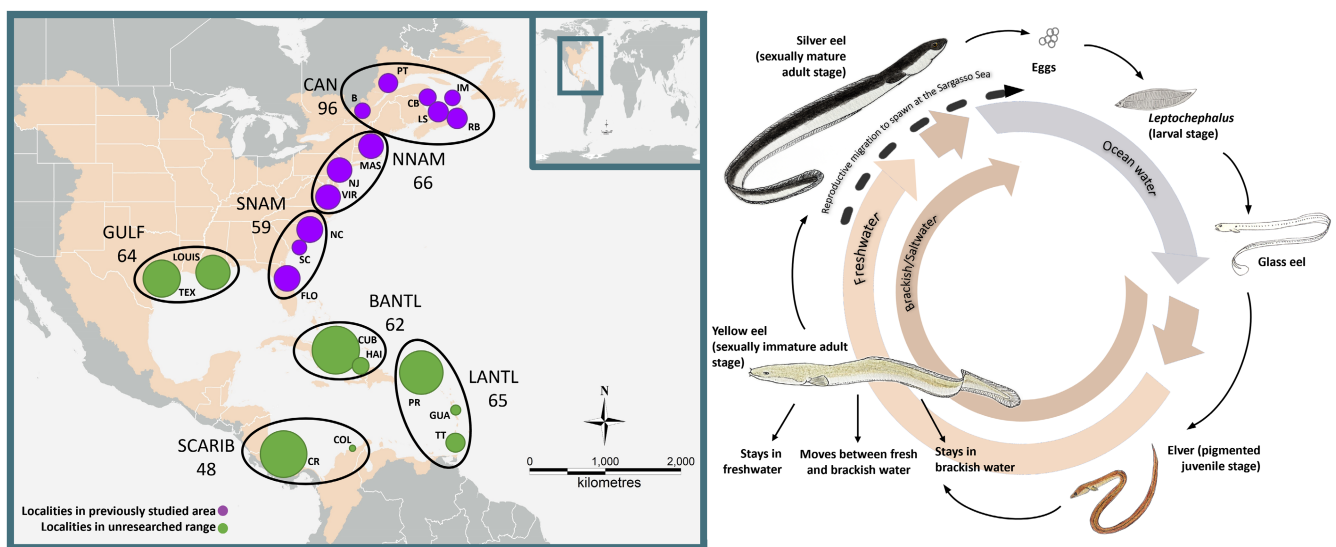 CAN
96
PT
B
CB
IM
LS
RB
NNAM
66
MAS
NJ
VIR
SNAM
59
NC
SC
FLO
GULF
64
LOUIS
TEX
BANTL
62
CUB
HAI
LANTL
65
PR
GUA
TT
SCARIB
48
COL
CR
N
0 1,000 2,000
kilometres
Localities in previously studied area
Localities in unresearched range
Silver eel
(sexually mature
adult stage)
Eggs
Leptochephalus
(larval stage)
Reproductive migration to spawn at the Sargasso Sea
Ocean water
Freshwater
Brackish/Saltwater
Glass eel
Yellow eel
(sexually immature adult
stage)
Elver (pigmented
juvenile stage)
Stays in
freshwater
Moves between fresh
and brackish water
Stays in
brackish water